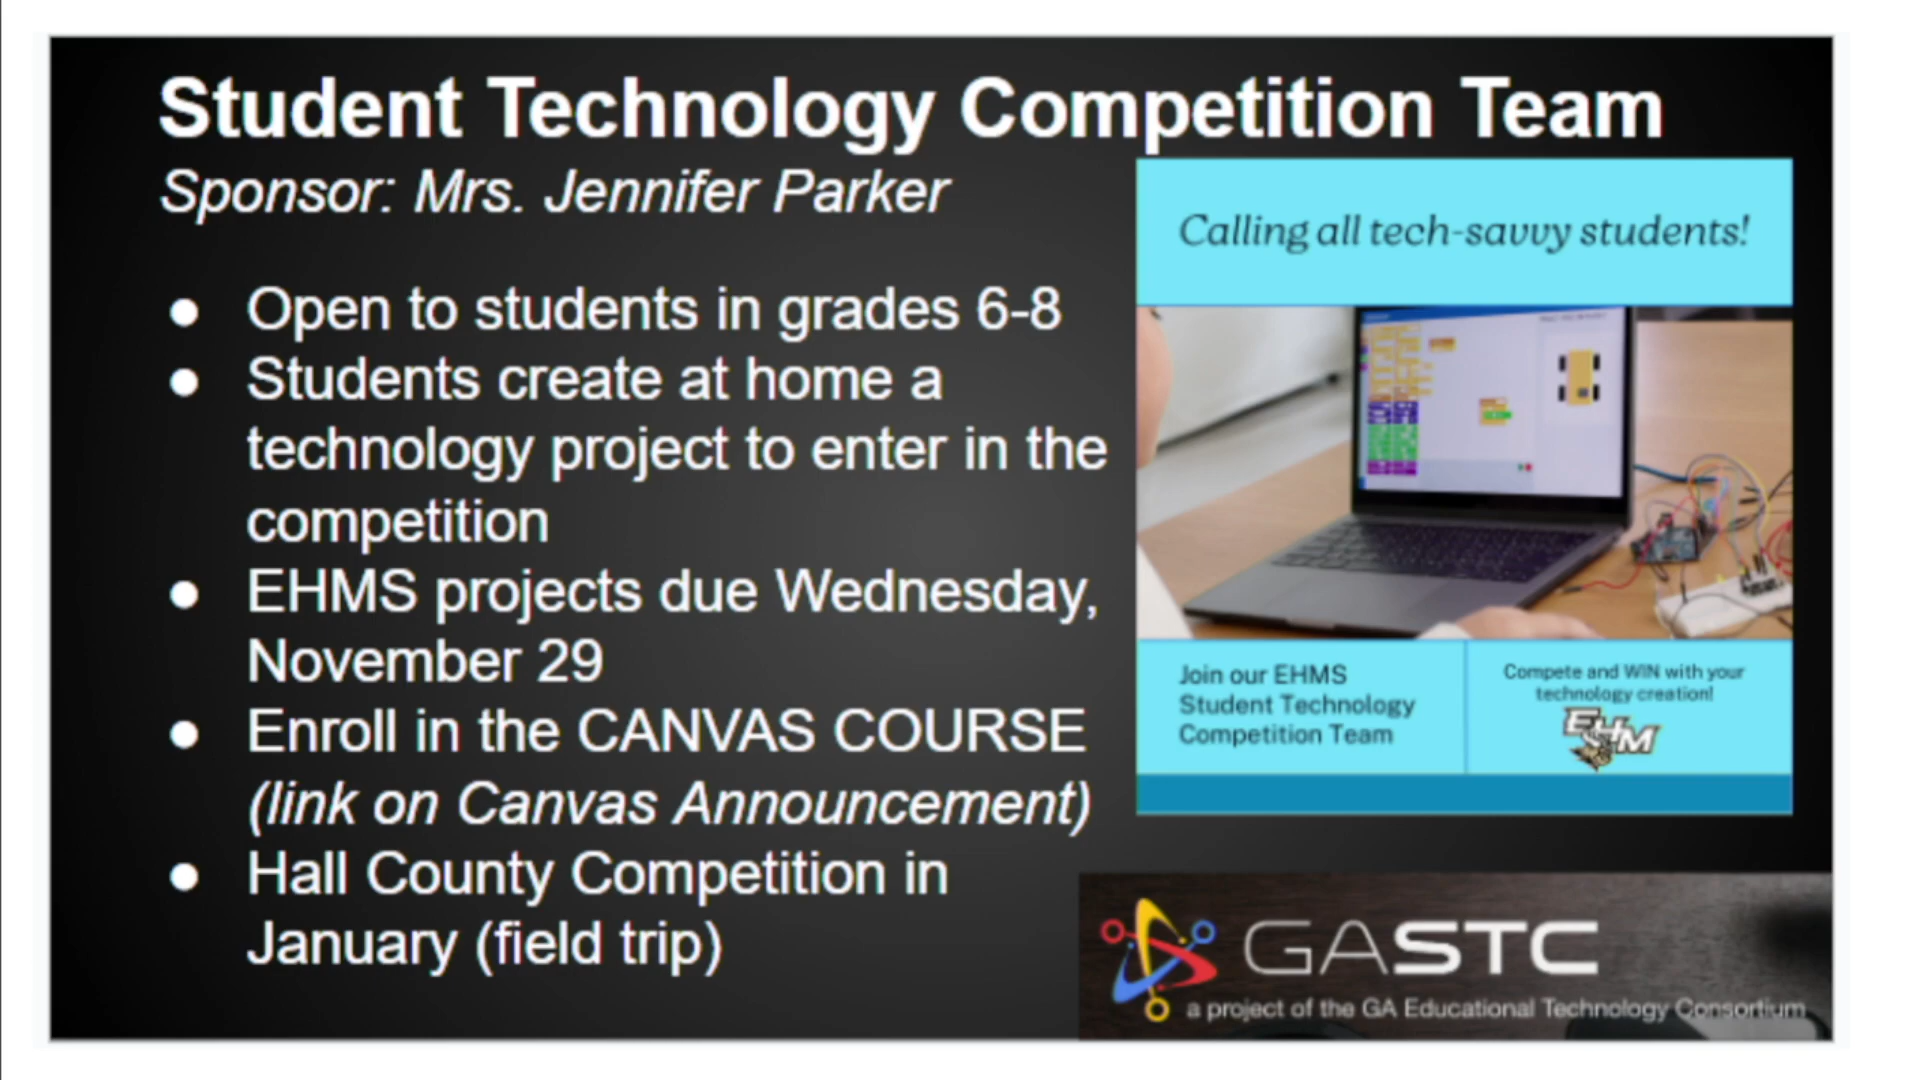 Student Technology Competition Team
Sponsor: Mrs. Jennifer Parker
● Open to students in grades 6-8
● Students create at home a
technology project to enter in the
competition
● EHMS projects due Wednesday,
November 29
● Enroll in the CANVAS COURSE
(link on Canvas Announcement)
● Hall County Competition in
January (field trip)
Calling all tech-savvy students!
Join our EHMS
Student Technology
Competition Team
Compete and WIN with your
technology creation!
EHM
GASTC
a project of the GA Educational Technology Consortium